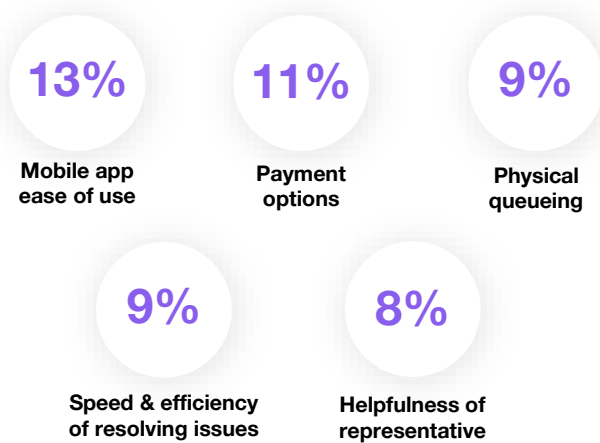 13%
Mobile app
ease of use
11%
Payment
options
9%
Physical
queueing
9%
Speed & efficiency
of resolving issues
8%
Helpfulness of
representative